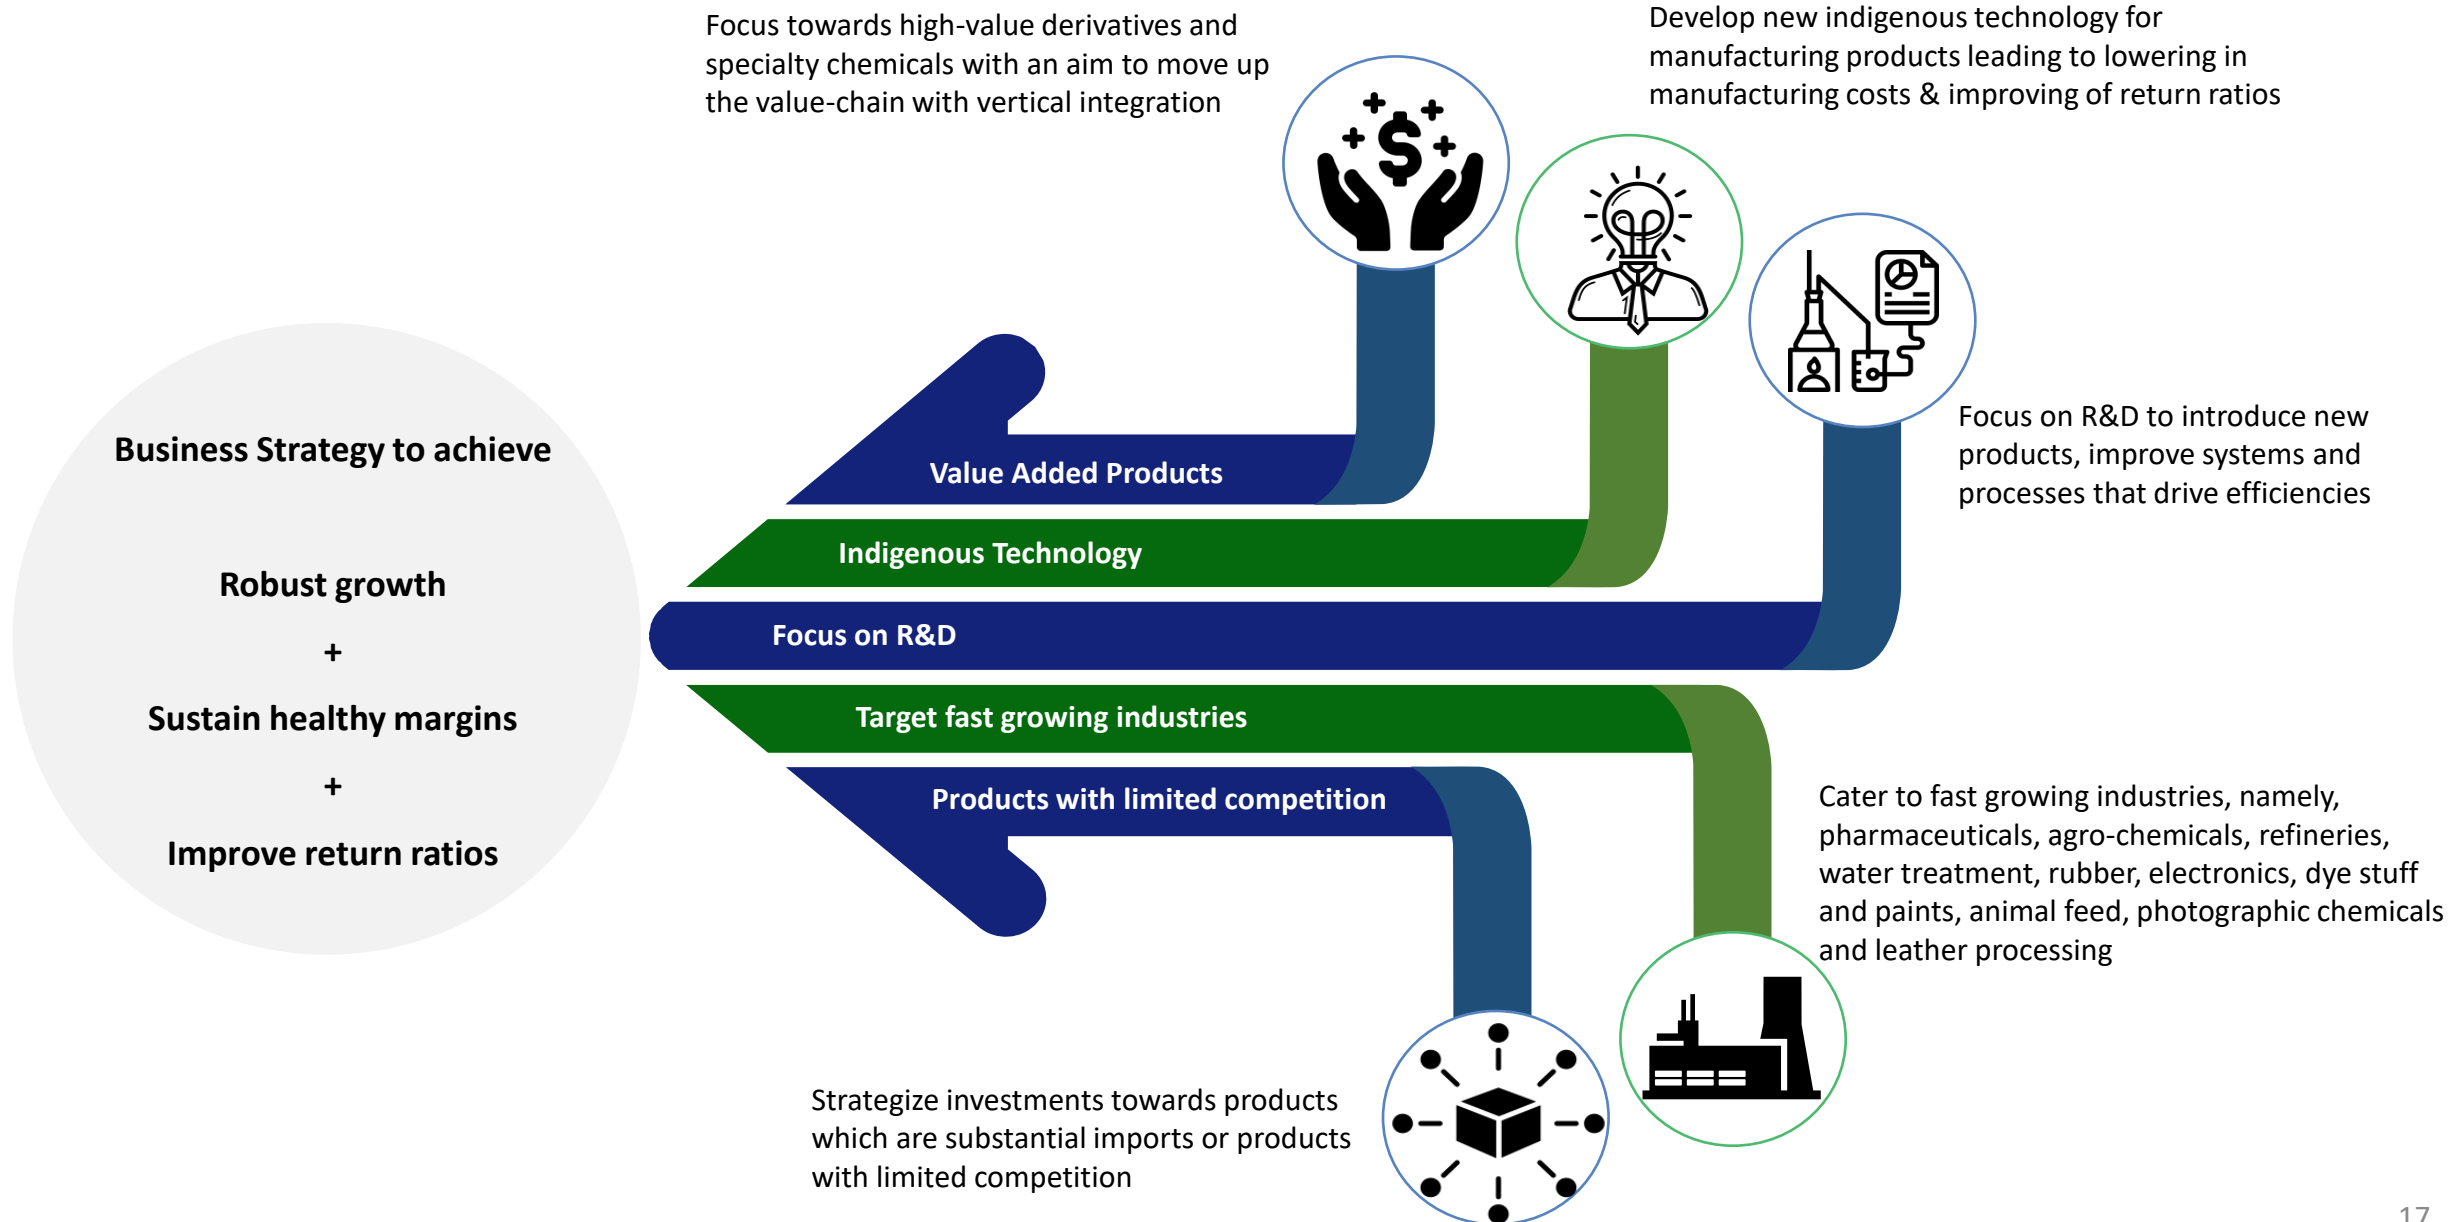 Focus towards high-value derivatives and
specialty chemicals with an aim to move up
the value-chain with vertical integration
Develop new indigenous technology for
manufacturing products leading to lowering in
manufacturing costs & improving of return ratios
Focus on R&D to introduce new
products, improve systems and
processes that drive efficiencies
Business Strategy to achieve
Robust growth
+
Sustain healthy margins
+
Improve return ratios
Value Added Products
Indigenous Technology
Focus on R&D
Target fast growing industries
Products with limited competition
Cater to fast growing industries, namely,
pharmaceuticals, agro-chemicals, refineries,
water treatment, rubber, electronics, dye stuff
and paints, animal feed, photographic chemicals
and leather processing
Strategize investments towards products
which are substantial imports or products
with limited competition
17